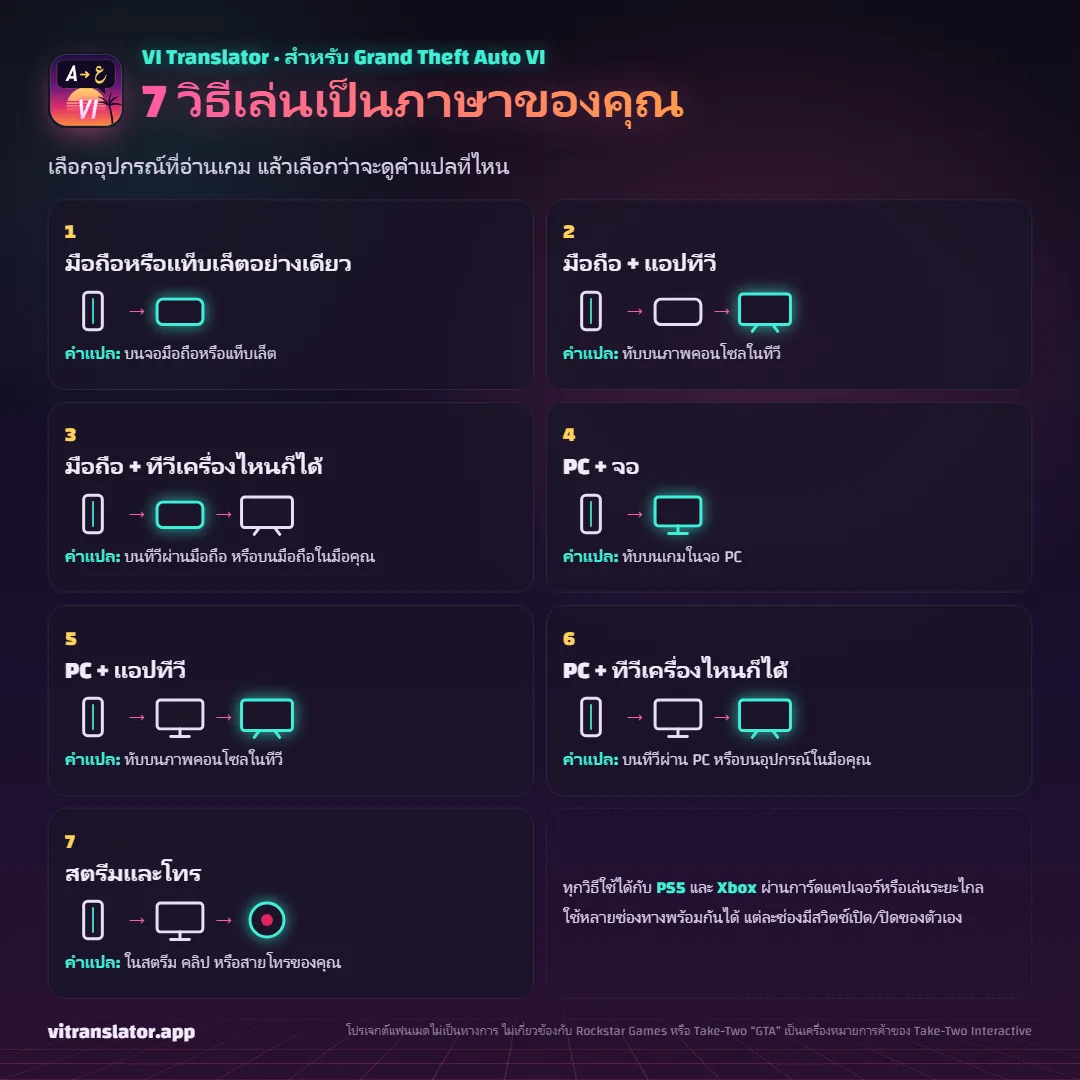 A→ع
VI
VI Translator • สำหรับ Grand Theft Auto VI
7 วิธีเล่นเป็นภาษาของคุณ
เลือกอุปกรณ์ที่อ่านเกม แล้วเลือกว่าจะดูคำแปลที่ไหน
1
มือถือหรือแท็บเล็ตอย่างเดียว
→
คำแปล: บนจอมือถือหรือแท็บเล็ต
2
มือถือ + แอปทีวี
→ →
คำแปล: ทับบนภาพคอนโซลในทีวี
3
มือถือ + ทีวีเครื่องไหนก็ได้
→ →
คำแปล: บนทีวีผ่านมือถือ หรือบนมือถือในมือคุณ
4
PC + จอ
→
คำแปล: ทับบนเกมในจอ PC
5
PC + แอปทีวี
→ →
คำแปล: ทับบนภาพคอนโซลในทีวี
6
PC + ทีวีเครื่องไหนก็ได้
→ →
คำแปล: บนทีวีผ่าน PC หรือบนอุปกรณ์ในมือคุณ
7
สตรีมและโทร
→ →
คำแปล: ในสตรีม คลิป หรือสายโทรของคุณ
ทุกวิธีใช้ได้กับ PS5 และ Xbox ผ่านการ์ดแคปเจอร์หรือเล่นระยะไกล
ใช้หลายช่องทางพร้อมกันได้ แต่ละช่องมีสวิตช์เปิด/ปิดของตัวเอง
vitranslator.app
โปรเจกต์แฟนเมดไม่เป็นทางการ ไม่เกี่ยวข้องกับ Rockstar Games หรือ Take-Two “GTA” เป็นเครื่องหมายการค้าของ Take-Two Interactive